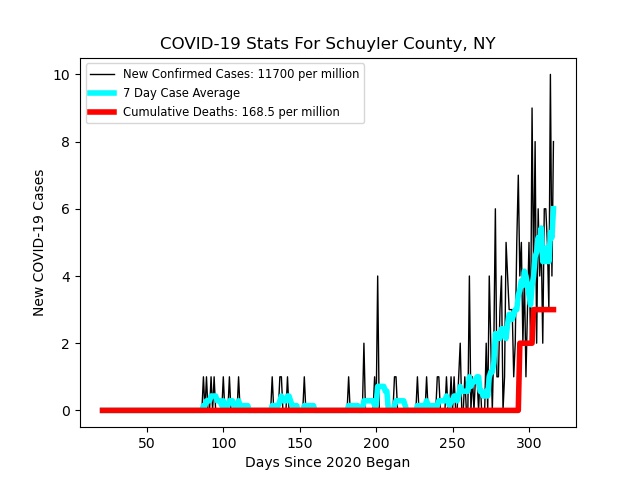 COVID-19 Stats For Schuyler County, NY
New Confirmed Cases: 11700 per million
7 Day Case Average
Cumulative Deaths: 168.5 per million
New COVID-19 Cases
10
8
6
4
2
0
50 100 150 200 250 300
Days Since 2020 Began